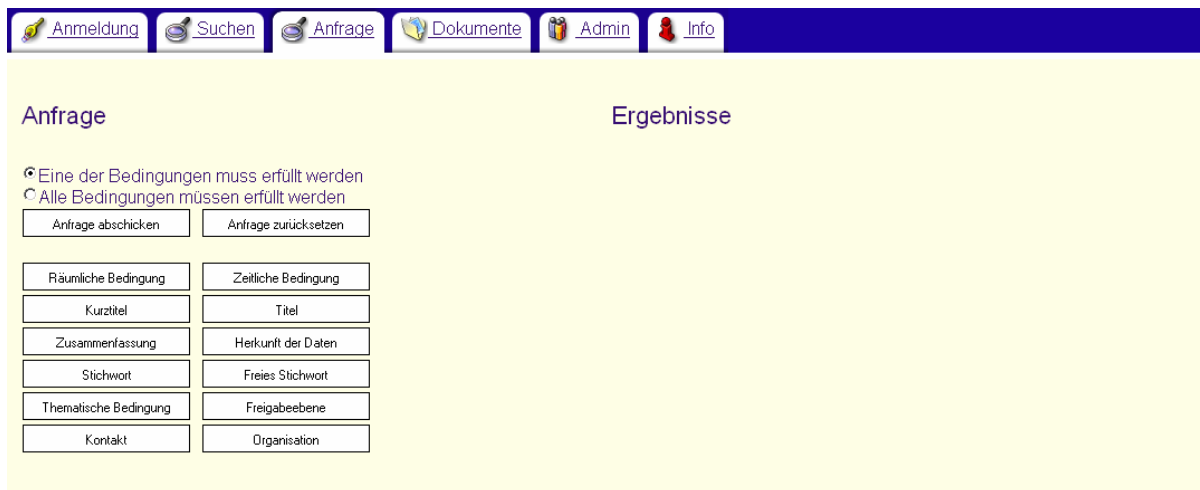 Anmeldung Suchen Anfrage Dokumente Admin Info
Anfrage Ergebnisse
Eine der Bedingungen muss erfüllt werden
Alle Bedingungen müssen erfüllt werden
Anfrage abschicken Anfrage zurücksetzen
Räumliche Bedingung Zeitliche Bedingung
Kurztitel Titel
Zusammenfassung Herkunft der Daten
Stichwort Freies Stichwort
Thematische Bedingung Freigabeebene
Kontakt Organisation